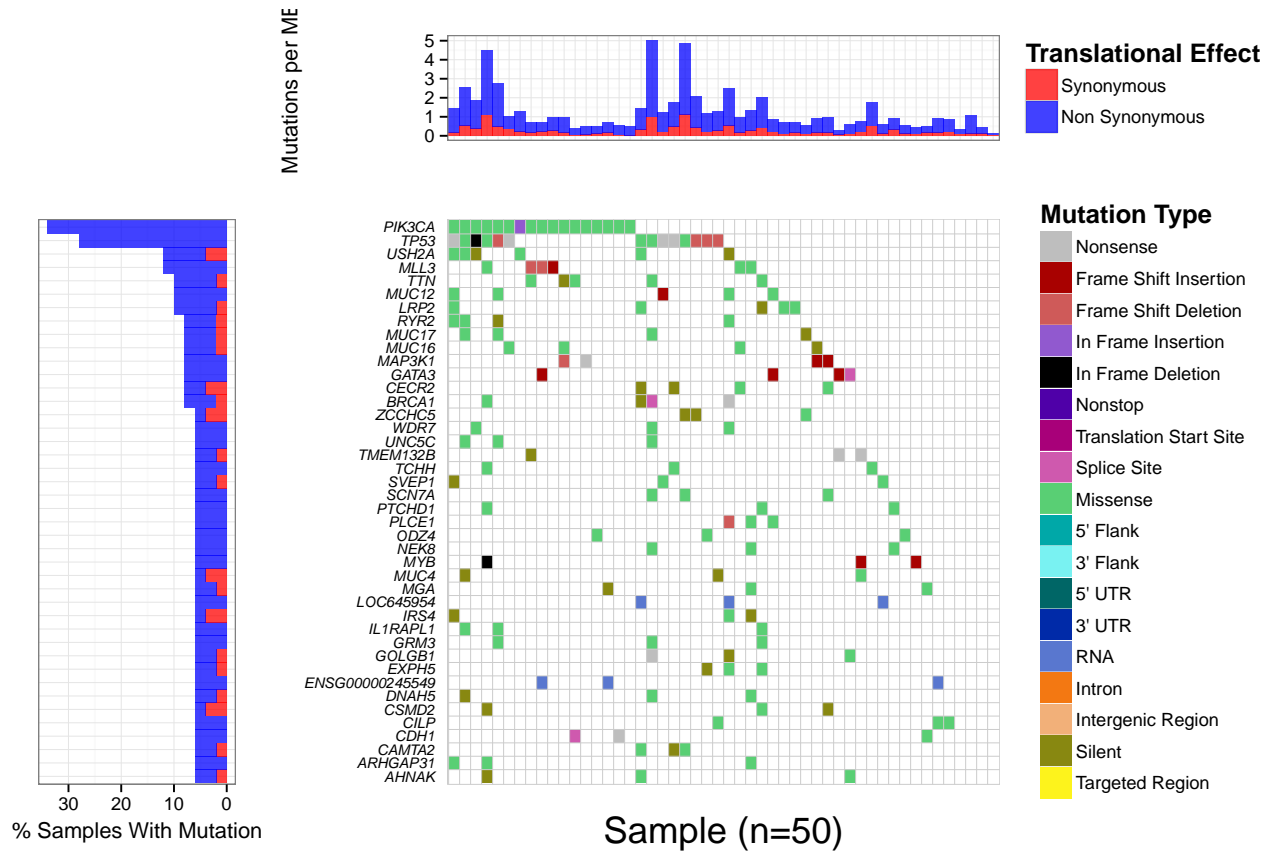 Mutations per MB
5
4
3
2
1
0
Translational Effect
Synonymous
Non Synonymous
PIK3CA
TP53
USH2A
MLL3
TTN
MUC12
LRP2
RYR2
MUC17
MUC16
MAP3K1
GATA3
CECR2
BRCA1
ZCCHC5
WDR7
UNC5C
TMEM132B
TCHH
SVEP1
SCN7A
PTCHD1
PLCE1
ODZ4
NEK8
MYB
MUC4
MGA
LOC645954
IRS4
IL1RAPL1
GRM3
GOLGB1
EXPH5
ENSG00000245549
DNAH5
CSMD2
CILP
CDH1
CAMTA2
ARHGAP31
AHNAK
30 20 10 0
% Samples With Mutation
Sample (n=50)
Mutation Type
Nonsense
Frame Shift Insertion
Frame Shift Deletion
In Frame Insertion
In Frame Deletion
Nonstop
Translation Start Site
Splice Site
Missense
5' Flank
3' Flank
5' UTR
3' UTR
RNA
Intron
Intergenic Region
Silent
Targeted Region